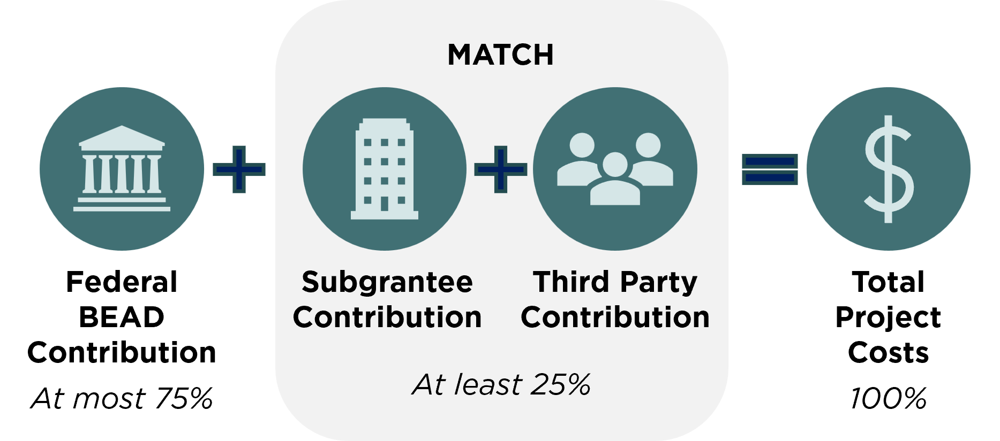 MATCH
Federal
BEAD
Contribution
At most 75%
Subgrantee
Contribution
Third Party
Contribution
At least 25%
Total
Project
Costs
100%